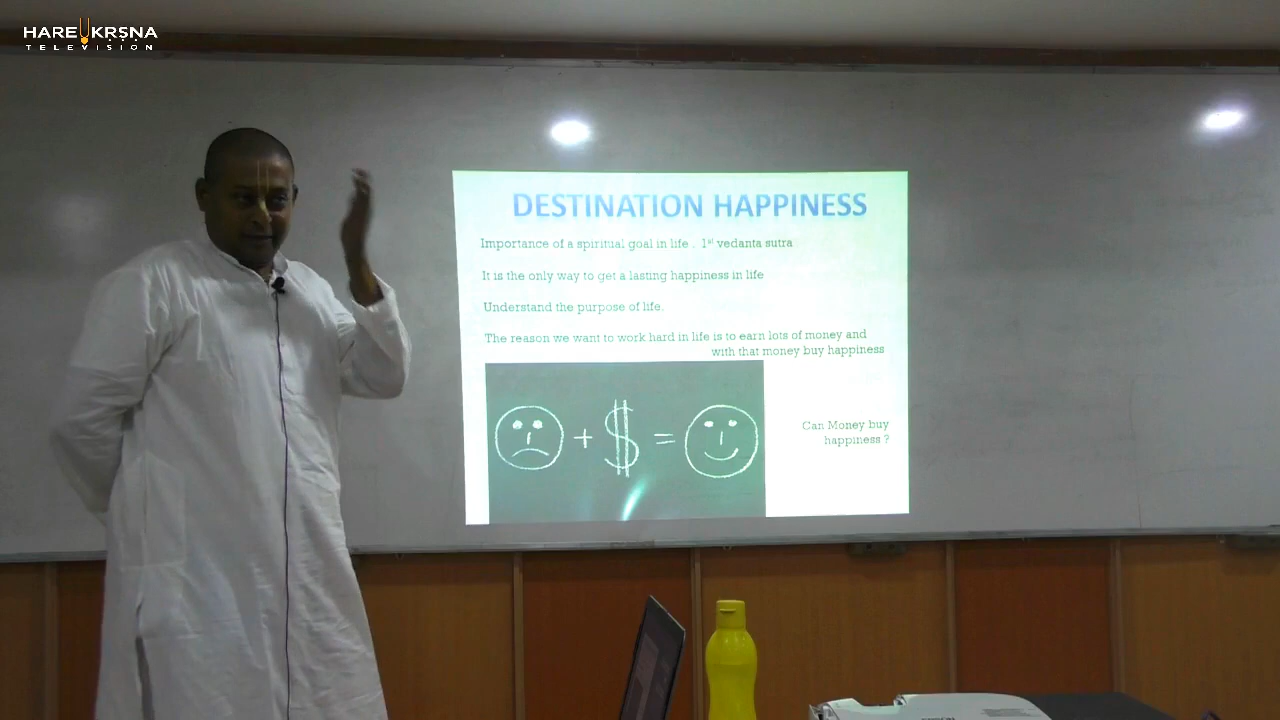 HARE KRSNA
TELEVISION
DESTINATION HAPPINESS
Importance of a spiritual goal in life . 1st vedanta sutra
It is the only way to get a lasting happiness in life
Understand the purpose of life.
The reason we want to work hard in life is to earn lots of money and
with that money buy happiness
+ $ =
Can Money buy
happiness ?
EPSON